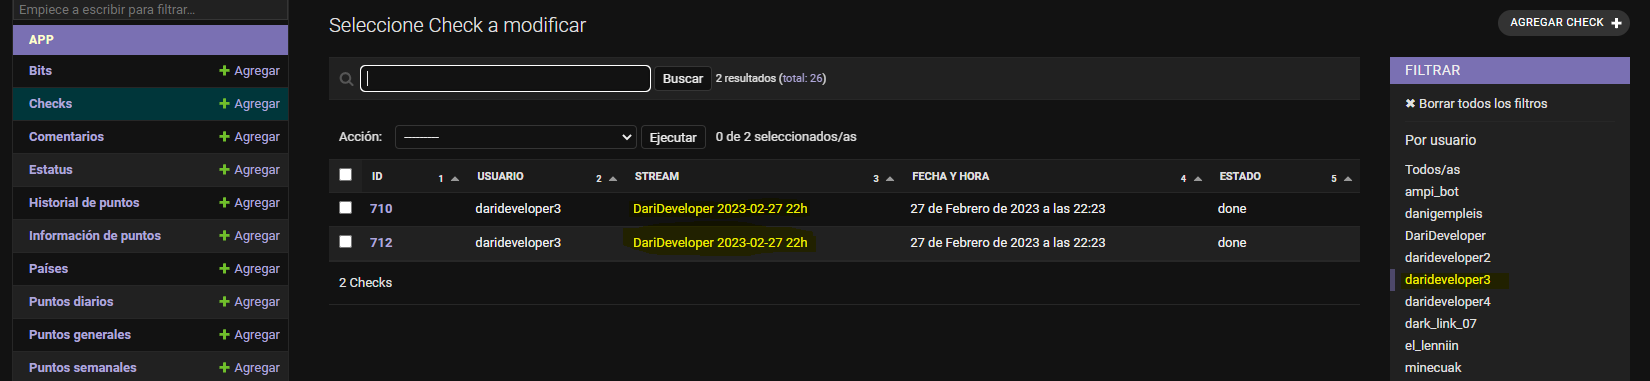 Empiece a escribir para filtrar...
APP
Bits Agregar
Checks Agregar
Comentarios Agregar
Estatus Agregar
Historial de puntos Agregar
Información de puntos Agregar
Países Agregar
Puntos diarios Agregar
Puntos generales Agregar
Puntos semanales Agregar
Seleccione Check a modificar
AGREGAR CHECK
Buscar 2 resultados (total: 26)
Acción: --------- Ejecutar 0 de 2 seleccionados/as
ID 1 USUARIO 2 STREAM 3 FECHA Y HORA 4 ESTADO 5
710 darideveloper3 DariDeveloper 2023-02-27 22h 27 de Febrero de 2023 a las 22:23 done
712 darideveloper3 DariDeveloper 2023-02-27 22h 27 de Febrero de 2023 a las 22:23 done
2 Checks
FILTRAR
✖ Borrar todos los filtros
Por usuario
Todos/as
ampi_bot
danigempleis
DariDeveloper
darideveloper2
darideveloper3
darideveloper4
dark_link_07
el_lenniin
minecuak